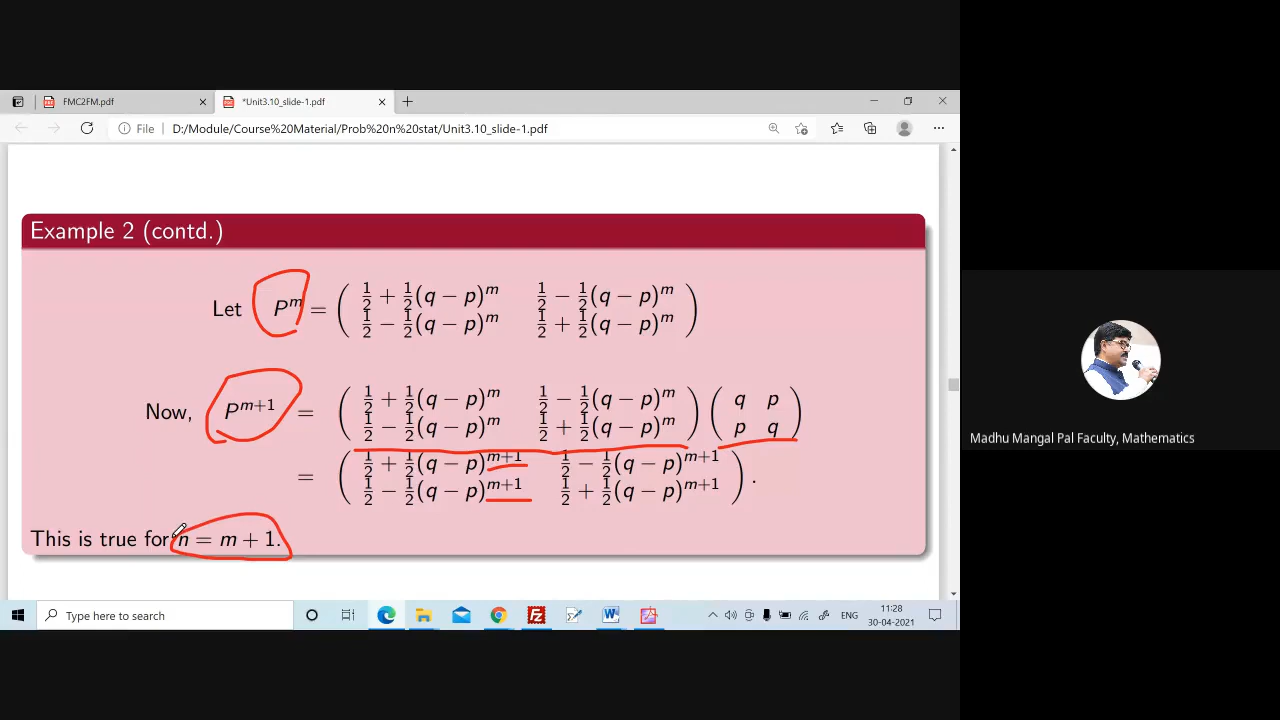 FMC2FM.pdf
*Unit3.10_slide-1.pdf
File | D:/Module/Course%20Material/Prob%20n%20stat/Unit3.10_slide-1.pdf
Example 2 (contd.)
Let P^m = ( 1/2 + 1/2(q − p)^m 1/2 − 1/2(q − p)^m
1/2 − 1/2(q − p)^m 1/2 + 1/2(q − p)^m )
Now, P^{m+1} = ( 1/2 + 1/2(q − p)^m 1/2 − 1/2(q − p)^m ) ( q p
1/2 − 1/2(q − p)^m 1/2 + 1/2(q − p)^m ) p q )
= ( 1/2 + 1/2(q − p)^{m+1} 1/2 − 1/2(q − p)^{m+1}
1/2 − 1/2(q − p)^{m+1} 1/2 + 1/2(q − p)^{m+1} ) .
This is true for n = m + 1.
Madhu Mangal Pal Faculty, Mathematics
Type here to search
ENG
11:28
30-04-2021